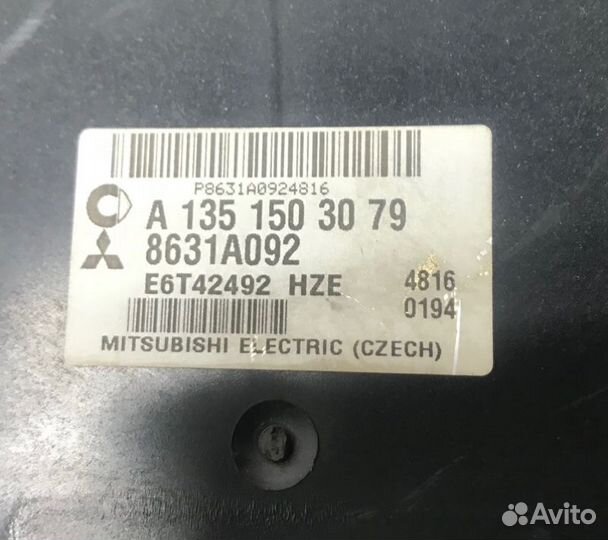 P8631A0924816
A 135 150 30 79
8631A092
E6T42492 HZE 4816
0194
MITSUBISHI ELECTRIC (CZECH)
Avito